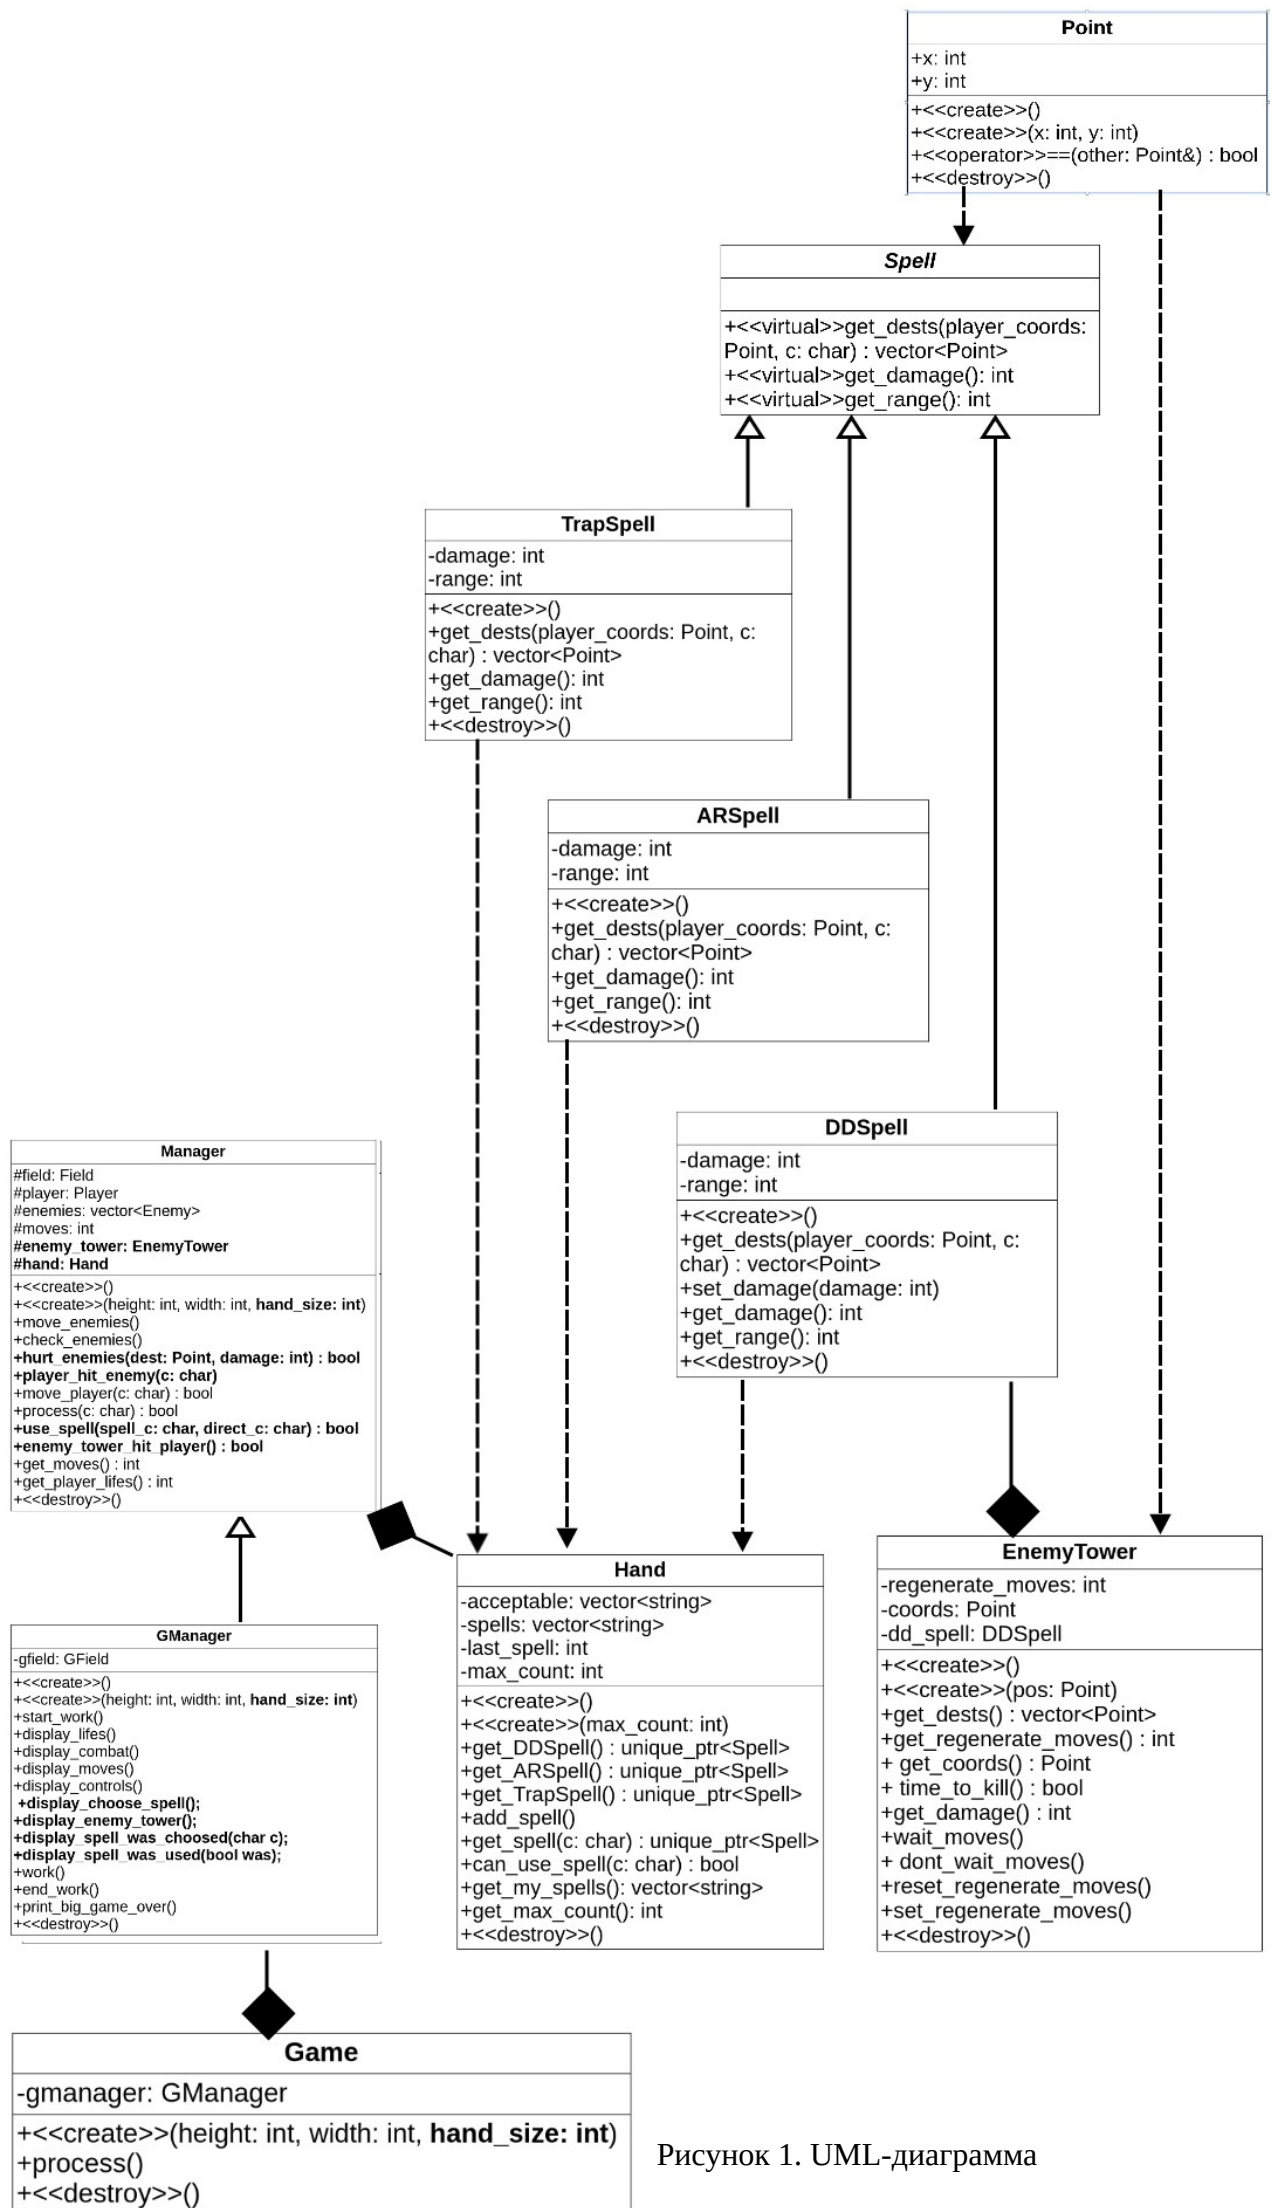 Point
+x: int
+y: int
+<<create>>()
+<<create>>(x: int, y: int)
+<<operator>>==(other: Point&) : bool
+<<destroy>>()
Spell
+<<virtual>>get_dests(player_coords:
Point, c: char) : vector<Point>
+<<virtual>>get_damage(): int
+<<virtual>>get_range(): int
TrapSpell
-damage: int
-range: int
+<<create>>()
+get_dests(player_coords: Point, c:
char) : vector<Point>
+get_damage(): int
+get_range(): int
+<<destroy>>()
ARSpell
-damage: int
-range: int
+<<create>>()
+get_dests(player_coords: Point, c:
char) : vector<Point>
+get_damage(): int
+get_range(): int
+<<destroy>>()
DDSpell
-damage: int
-range: int
+<<create>>()
+get_dests(player_coords: Point, c:
char) : vector<Point>
+set_damage(damage: int)
+get_damage(): int
+get_range(): int
+<<destroy>>()
Manager
#field: Field
#player: Player
#enemies: vector<Enemy>
#moves: int
#enemy_tower: EnemyTower
#hand: Hand
+<<create>>()
+<<create>>(height: int, width: int, hand_size: int)
+move_enemies()
+check_enemies()
+hurt_enemies(dest: Point, damage: int) : bool
+player_hit_enemy(c: char)
+move_player(c: char) : bool
+process(c: char) : bool
+use_spell(spell_c: char, direct_c: char) : bool
+enemy_tower_hit_player() : bool
+get_moves() : int
+get_player_lifes() : int
+<<destroy>>()
Hand
-acceptable: vector<string>
-spells: vector<string>
-last_spell: int
-max_count: int
+<<create>>()
+<<create>>(max_count: int)
+get_DDSpell() : unique_ptr<Spell>
+get_ARSpell() : unique_ptr<Spell>
+get_TrapSpell() : unique_ptr<Spell>
+add_spell()
+get_spell(c: char) : unique_ptr<Spell>
+can_use_spell(c: char) : bool
+get_my_spells(): vector<string>
+get_max_count(): int
+<<destroy>>()
EnemyTower
-regenerate_moves: int
-coords: Point
-dd_spell: DDSpell
+<<create>>()
+<<create>>(pos: Point)
+get_dests() : vector<Point>
+get_regenerate_moves() : int
+ get_coords() : Point
+ time_to_kill() : bool
+get_damage() : int
+wait_moves()
+ dont_wait_moves()
+reset_regenerate_moves()
+set_regenerate_moves()
+<<destroy>>()
GManager
-gfield: GField
+<<create>>()
+<<create>>(height: int, width: int, hand_size: int)
+start_work()
+display_lifes()
+display_combat()
+display_moves()
+display_controls()
+display_choose_spell();
+display_enemy_tower();
+display_spell_was_choosed(char c);
+display_spell_was_used(bool was);
+work()
+end_work()
+print_big_game_over()
+<<destroy>>()
Game
-gmanager: GManager
+<<create>>(height: int, width: int, hand_size: int)
+process()
+<<destroy>>()
Рисунок 1. UML-диаграмма